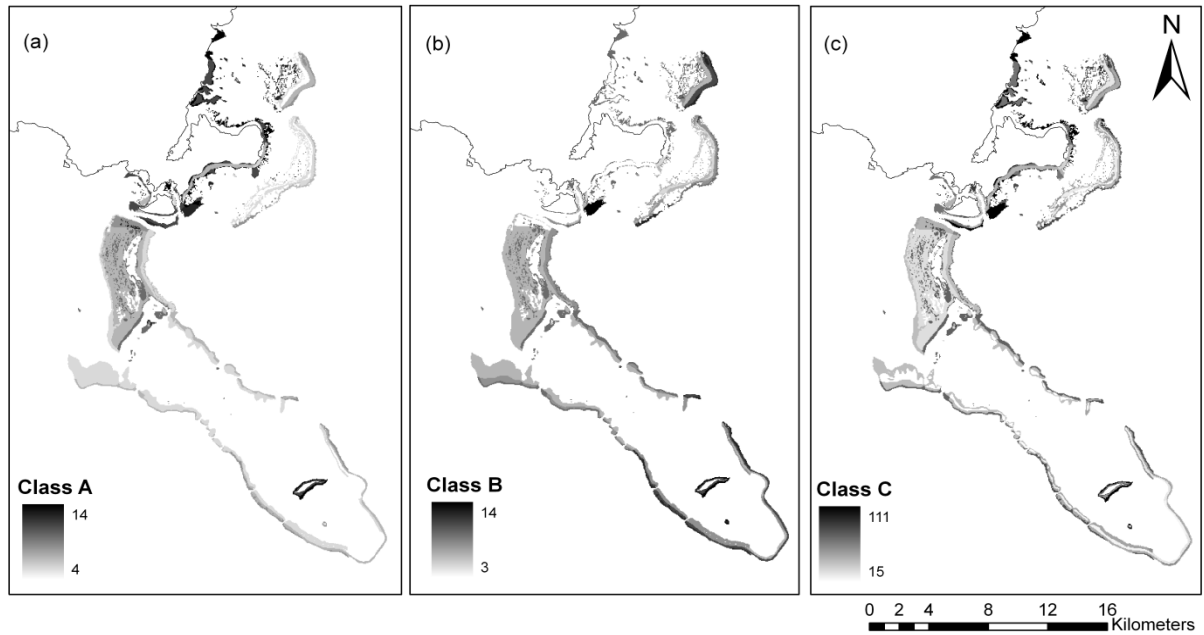 (a)
Class A
14
4
(b)
Class B
14
3
(c)
N
Class C
111
15
0 2 4 8 12 16
Kilometers